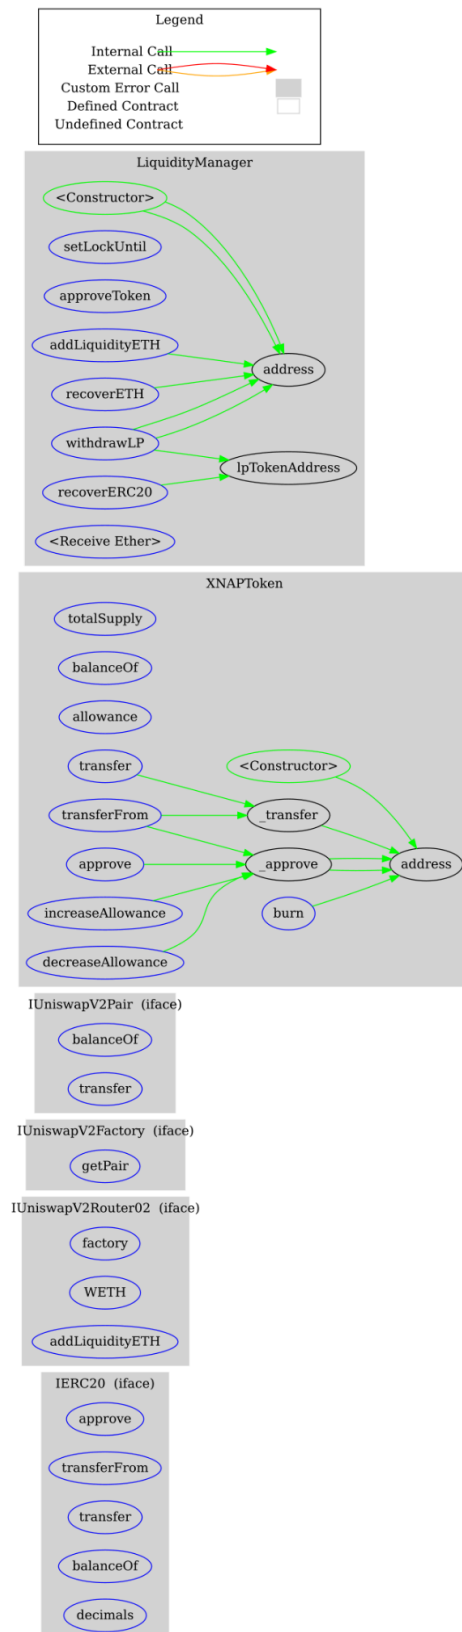 Legend
Internal Call
External Call
Custom Error Call
Defined Contract
Undefined Contract
LiquidityManager
<Constructor>
setLockUntil
approveToken
addLiquidityETH
address
recoverETH
withdrawLP
lpTokenAddress
recoverERC20
<Receive Ether>
XNAPToken
totalSupply
balanceOf
allowance
transfer
<Constructor>
transferFrom
_transfer
approve
_approve
address
increaseAllowance
burn
decreaseAllowance
IUniswapV2Pair (iface)
balanceOf
transfer
IUniswapV2Factory (iface)
getPair
IUniswapV2Router02 (iface)
factory
WETH
addLiquidityETH
IERC20 (iface)
approve
transferFrom
transfer
balanceOf
decimals